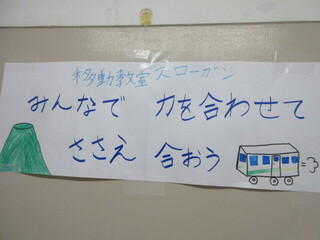 移動教室スローガン
みんなで 力を合わせて
ささえ 合おう